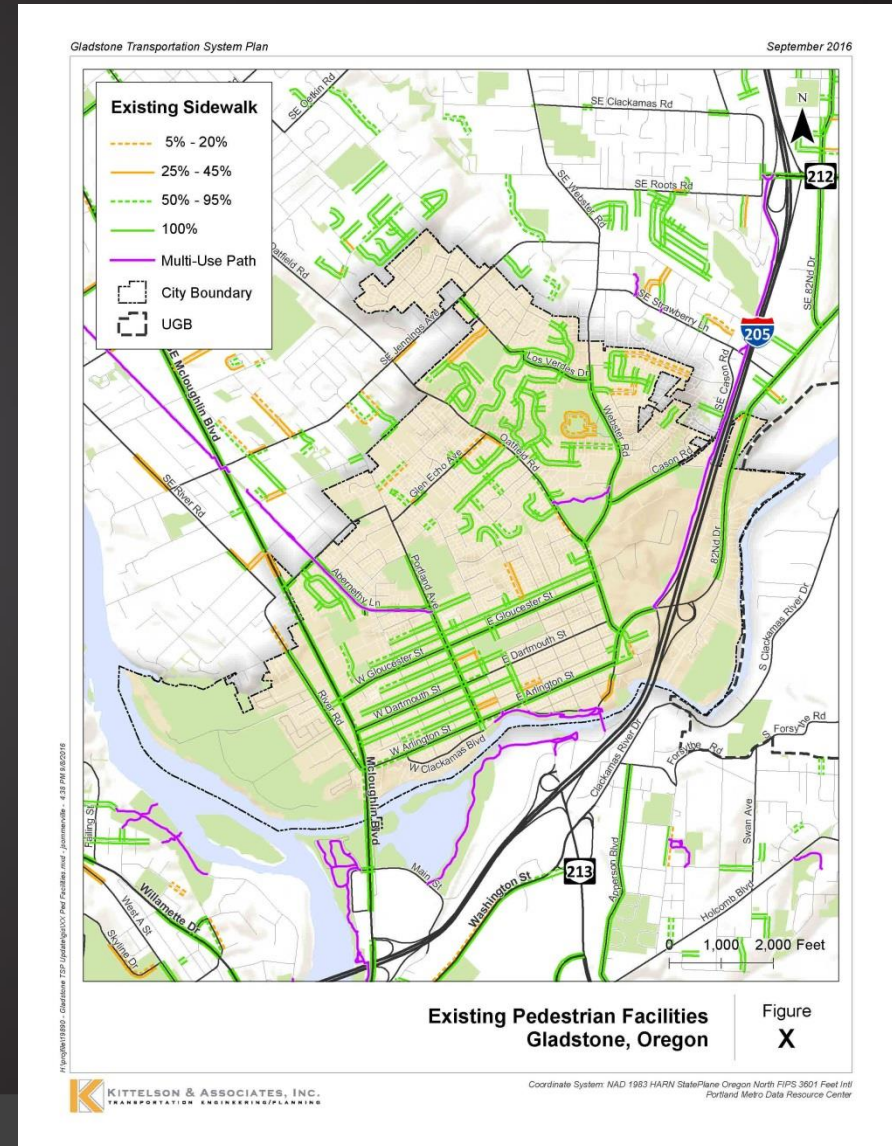 Gladstone Transportation System Plan
September 2016
Existing Sidewalk
5% - 20%
25% - 45%
50% - 95%
100%
Multi-Use Path
City Boundary
UGB
N
SE Oetkin Rd
SE Clackamas Rd
SE Webster Rd
SE Roots Rd
212
SE 82Nd Dr
Oatfield Rd
SE Jennings Ave
SE Strawberry Ln
205
SE Mcloughlin Blvd
Los Verdes Dr
SE Cason Rd
Webster Rd
Oatfield Rd
Glen Echo Ave
Cason Rd
SE River Rd
82Nd Dr
Abernethy Ln
Portland Ave
S Clackamas River Dr
E Gloucester St
W Gloucester St
E Dartmouth St
W Dartmouth St
E Arlington St
River Rd
W Arlington St
W Clackamas Blvd
Mcloughlin Blvd
Clackamas River Dr
Forsythe Rd
S Forsythe Rd
Failing St
Main St
213
Apperson Blvd
Swan Ave
Washington St
Willamette Dr
West A St
Holcomb Blvd
Skyline Dr
0 1,000 2,000 Feet
Existing Pedestrian Facilities
Gladstone, Oregon
Figure
X
KITTELSON & ASSOCIATES, INC.
TRANSPORTATION ENGINEERING/PLANNING
Coordinate System: NAD 1983 HARN StatePlane Oregon North FIPS 3601 Feet Intl
Portland Metro Data Resource Center